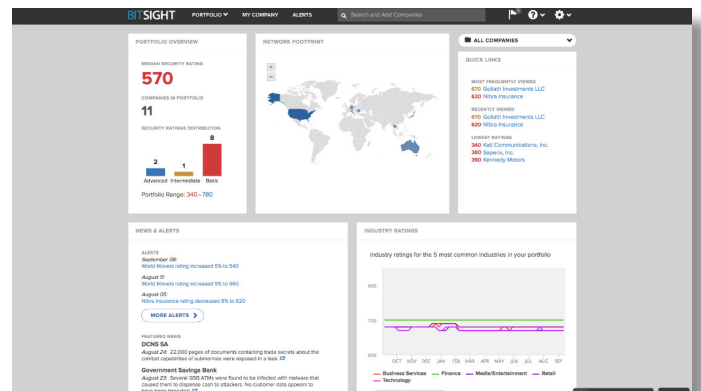 BITSIGHT PORTFOLIO MY COMPANY ALERTS Search and Add Companies
PORTFOLIO OVERVIEW
MEDIAN SECURITY RATING
570
COMPANIES IN PORTFOLIO
11
SECURITY RATINGS DISTRIBUTION
8
2
1
Advanced Intermediate Basic
Portfolio Range: 340–780
NETWORK FOOTPRINT
+
−
ALL COMPANIES
QUICK LINKS
MOST FREQUENTLY VIEWED
670 Goliath Investments LLC
620 Nibra Insurance
RECENTLY VIEWED
670 Goliath Investments LLC
620 Nibra Insurance
LOWEST RATINGS
340 Kati Communications, Inc.
380 Saperix, Inc.
390 Kennedy Motors
NEWS & ALERTS
ALERTS
September 08:
World Movers rating increased 5% to 540
August 11:
World Movers rating increased 9% to 560
August 05:
Nibra Insurance rating decreased 6% to 620
MORE ALERTS
FEATURED NEWS
DCNS SA
August 24: 22,000 pages of documents containing trade secrets about the
combat capabilities of submarines were exposed in a leak.
Government Savings Bank
August 23: Several GSB ATMs were found to be infected with malware that
caused them to dispense cash to attackers. No customer data appears to
INDUSTRY RATINGS
Industry ratings for the 5 most common industries in your portfolio
800
700
600
OCT NOV DEC JAN FEB MAR APR MAY JUN JUL AUG SEP
Business Services Finance Media/Entertainment Retail
Technology